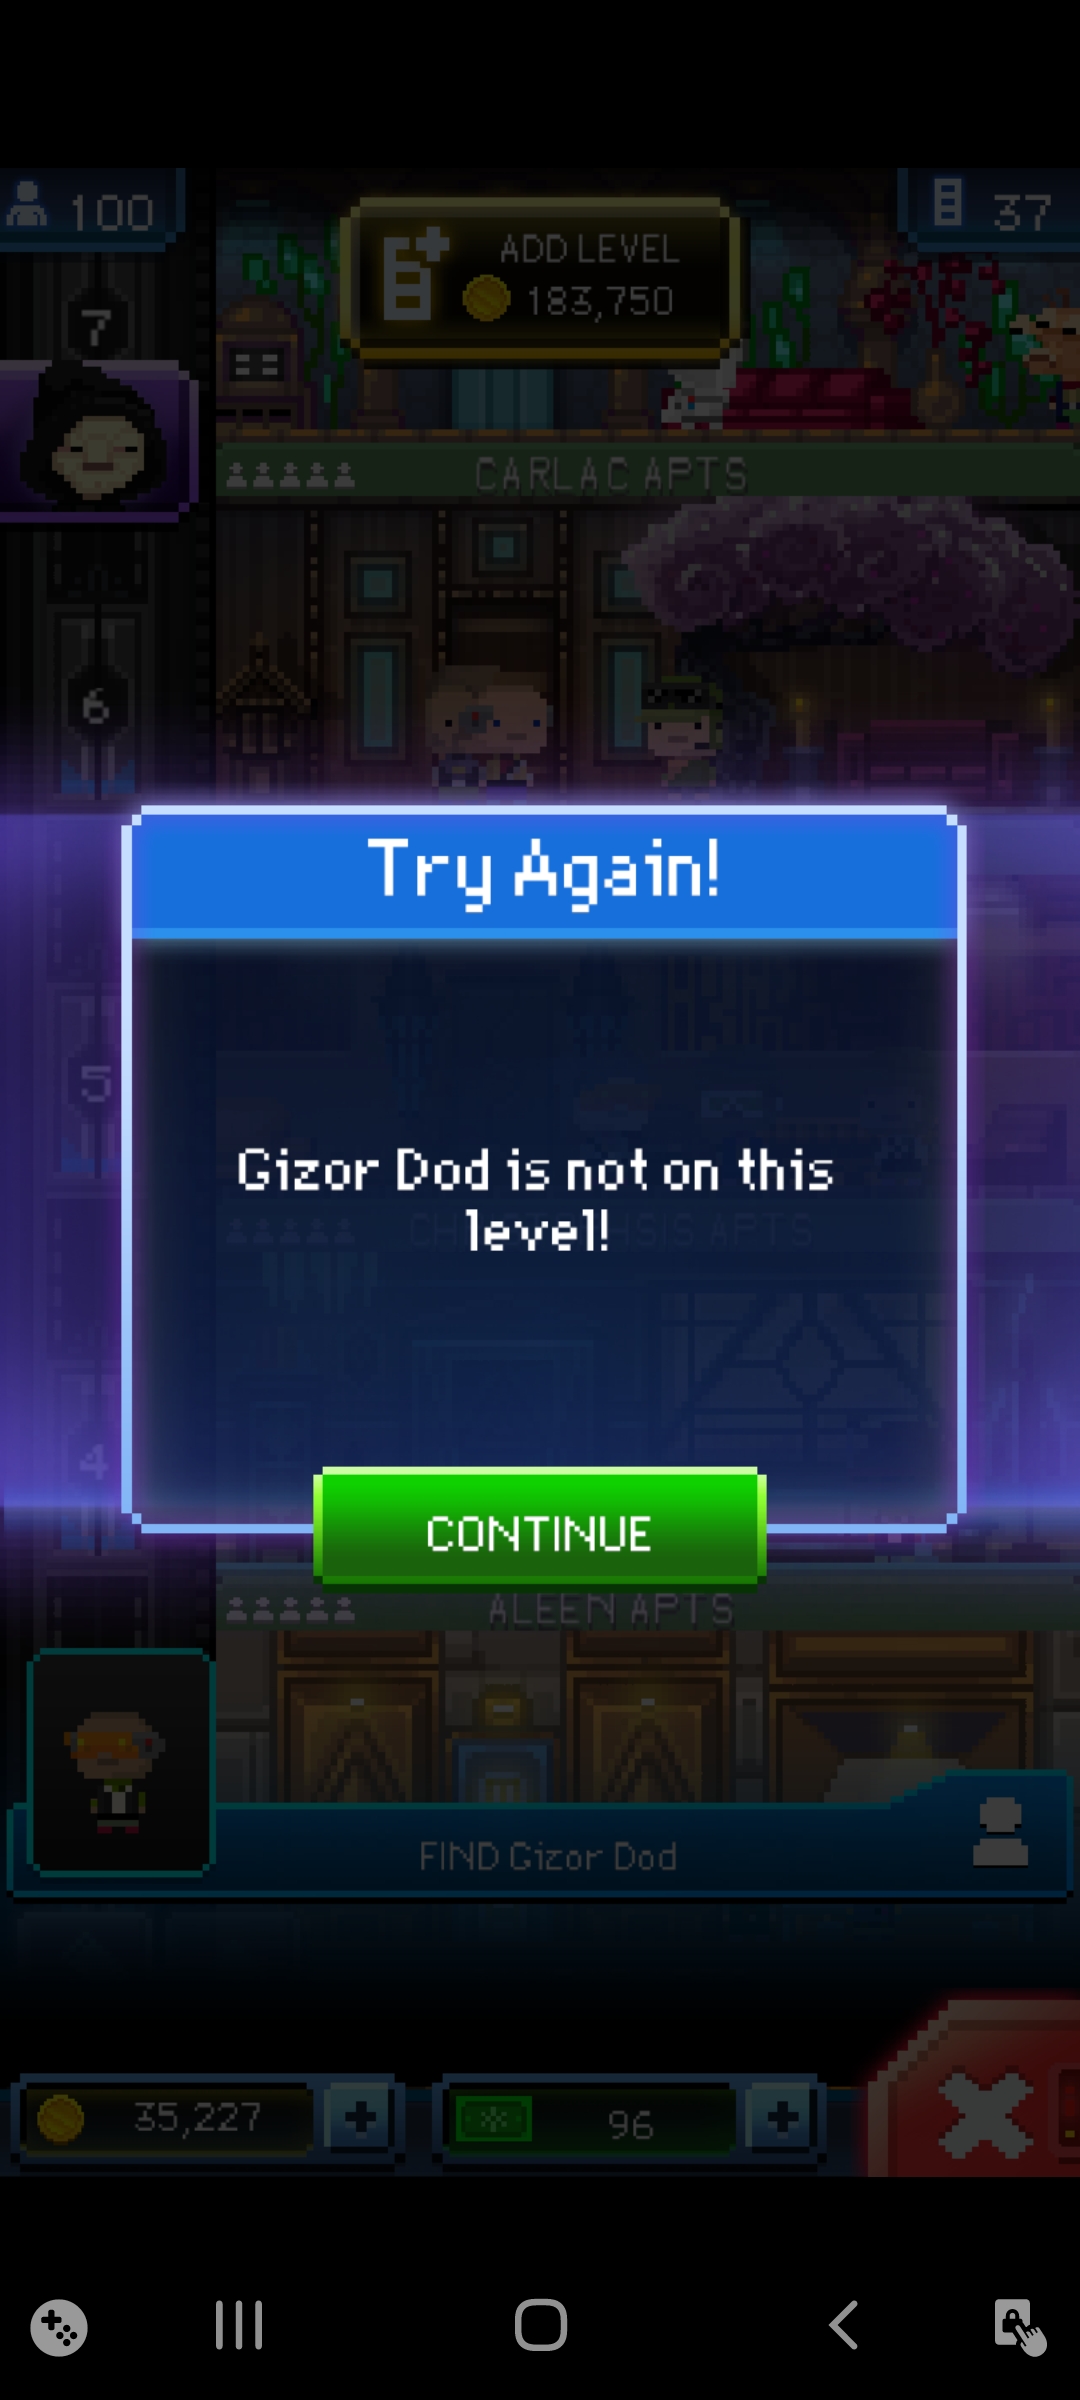 100
ADD LEVEL
183,750
37
7
CARLAC APTS
6
Try Again!
5
Gizor Dod is not on this
level!
4
CONTINUE
ALEEN APTS
FIND Gizor Dod
35,227
96